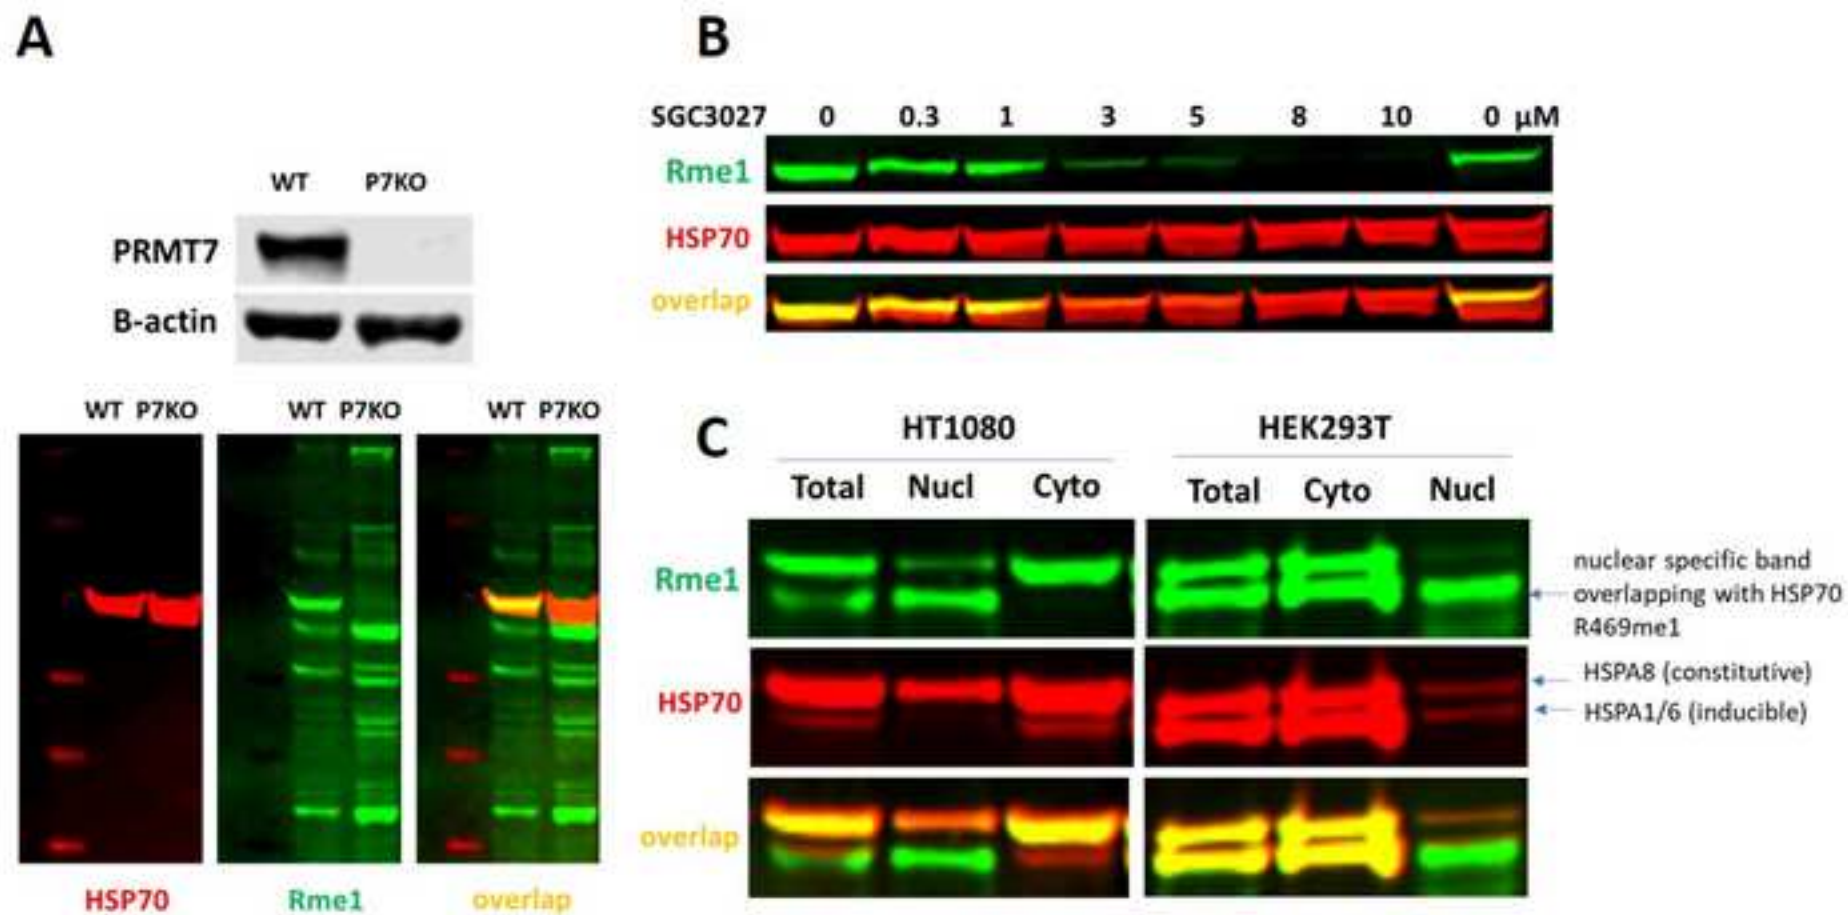 A
WT P7KO
PRMT7
B-actin
WT P7KO WT P7KO WT P7KO
HSP70 Rme1 overlap
B
SGC3027 0 0.3 1 3 5 8 10 0 µM
Rme1
HSP70
overlap
C
HT1080 HEK293T
Total Nucl Cyto Total Cyto Nucl
Rme1
nuclear specific band
overlapping with HSP70
R469me1
HSP70
HSPA8 (constitutive)
HSPA1/6 (inducible)
overlap